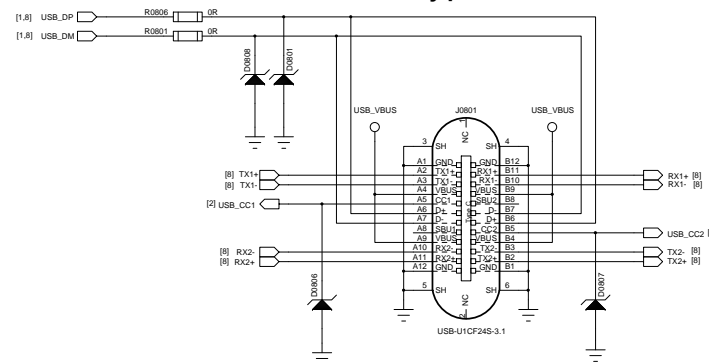 [1,8] USB_DP R0806 0R
[1,8] USB_DM R0801 0R
D0808
D0801
USB_VBUS J0801 USB_VBUS
1
NC
3 SH SH 4
A1 GND GND B12
[8] TX1+ A2 TX1+ RX1+ B11 RX1+ [8]
[8] TX1- A3 TX1- RX1- B10 RX1- [8]
A4 VBUS VBUS B9
[2] USB_CC1 A5 CC1 SBU2 B8
A6 D+ D- B7
A7 D- D+ B6
A8 SBU1 CC2 B5 USB_CC2
A9 VBUS VBUS B4
[8] RX2- A10 RX2- TX2- B3 TX2- [8]
[8] RX2+ A11 RX2+ TX2+ B2 TX2+ [8]
A12 GND GND B1
Type C
5 SH SH 6
NC
2
D0806
D0807
USB-U1CF24S-3.1